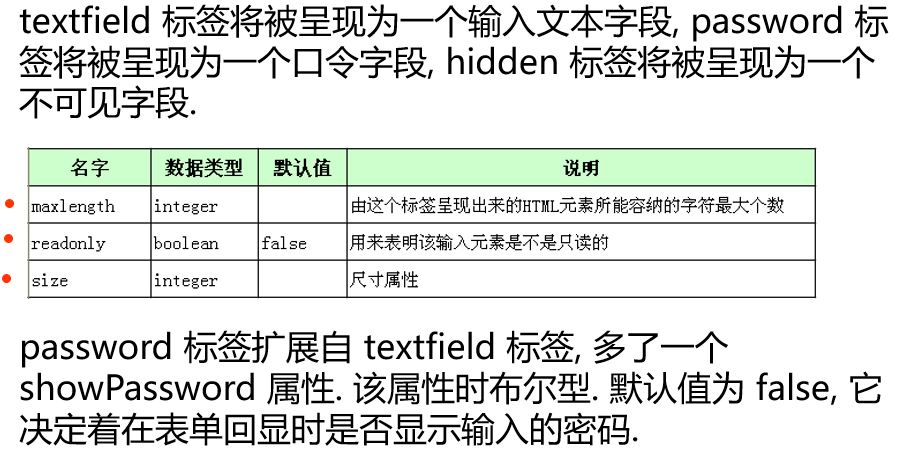 textfield 标签将被呈现为一个输入文本字段, password 标
签将被呈现为一个口令字段, hidden 标签将被呈现为一个
不可见字段.
名字 数据类型 默认值 说明
maxlength integer 由这个标签呈现出来的HTML元素所能容纳的字符最大个数
readonly boolean false 用来表明该输入元素是不是只读的
size integer 尺寸属性
password 标签扩展自 textfield 标签, 多了一个
showPassword 属性. 该属性时布尔型. 默认值为 false, 它
决定着在表单回显时是否显示输入的密码.